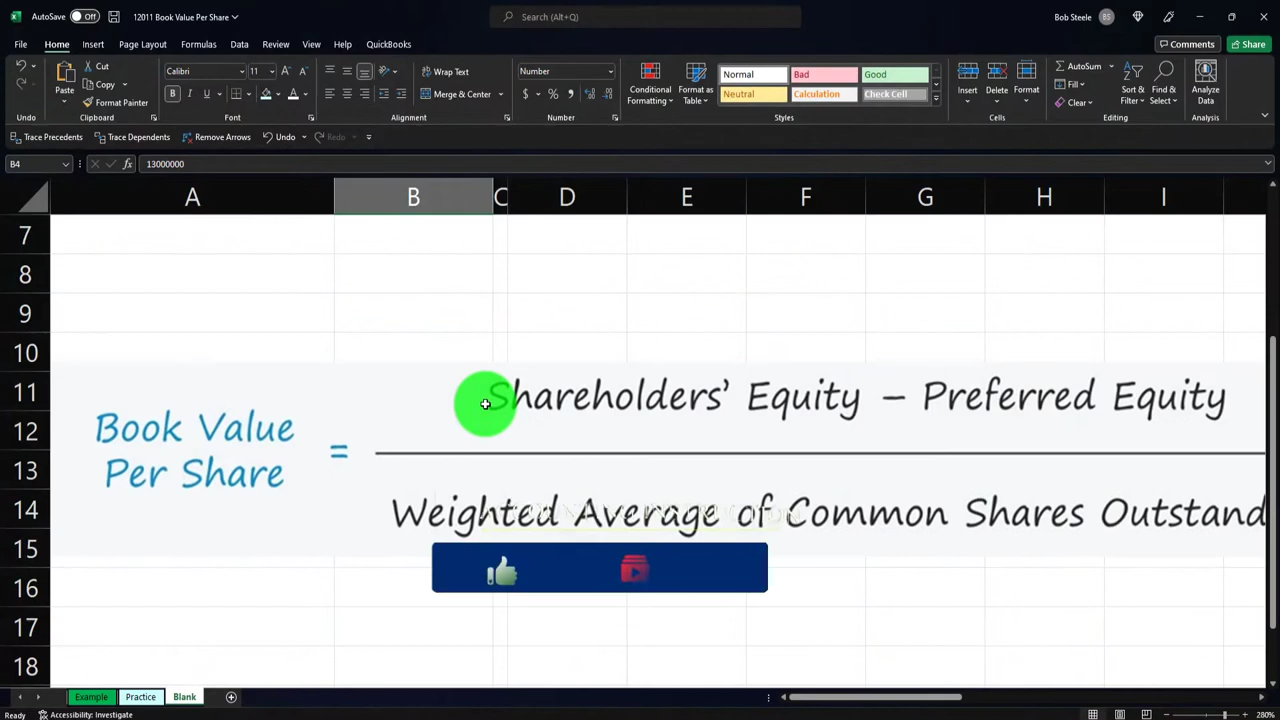 AutoSave Off 12011 Book Value Per Share Search (Alt+Q) Bob Steele BS
File Home Insert Page Layout Formulas Data Review View Help QuickBooks Comments Share
Cut
Copy
Format Painter
Paste
Undo
Clipboard
Calibri 11
B I U A
Font
Wrap Text
Merge & Center
Alignment
Number
$ % ,
Number
Conditional Formatting
Format as Table
Normal Bad Good
Neutral Calculation Check Cell
Styles
Insert Delete Format
Cells
AutoSum
Fill
Clear
Sort & Filter
Find & Select
Editing
Analyze Data
Analysis
Trace Precedents Trace Dependents Remove Arrows Undo Redo
B4 fx 13000000
A B C D E F G H I
7
8
9
10
11
12
13
14
15
16
17
18
Book Value
Per Share
=
Shareholders' Equity – Preferred Equity
Weighted Average of Common Shares Outstand
Example Practice Blank
Ready Accessibility: Investigate 280%